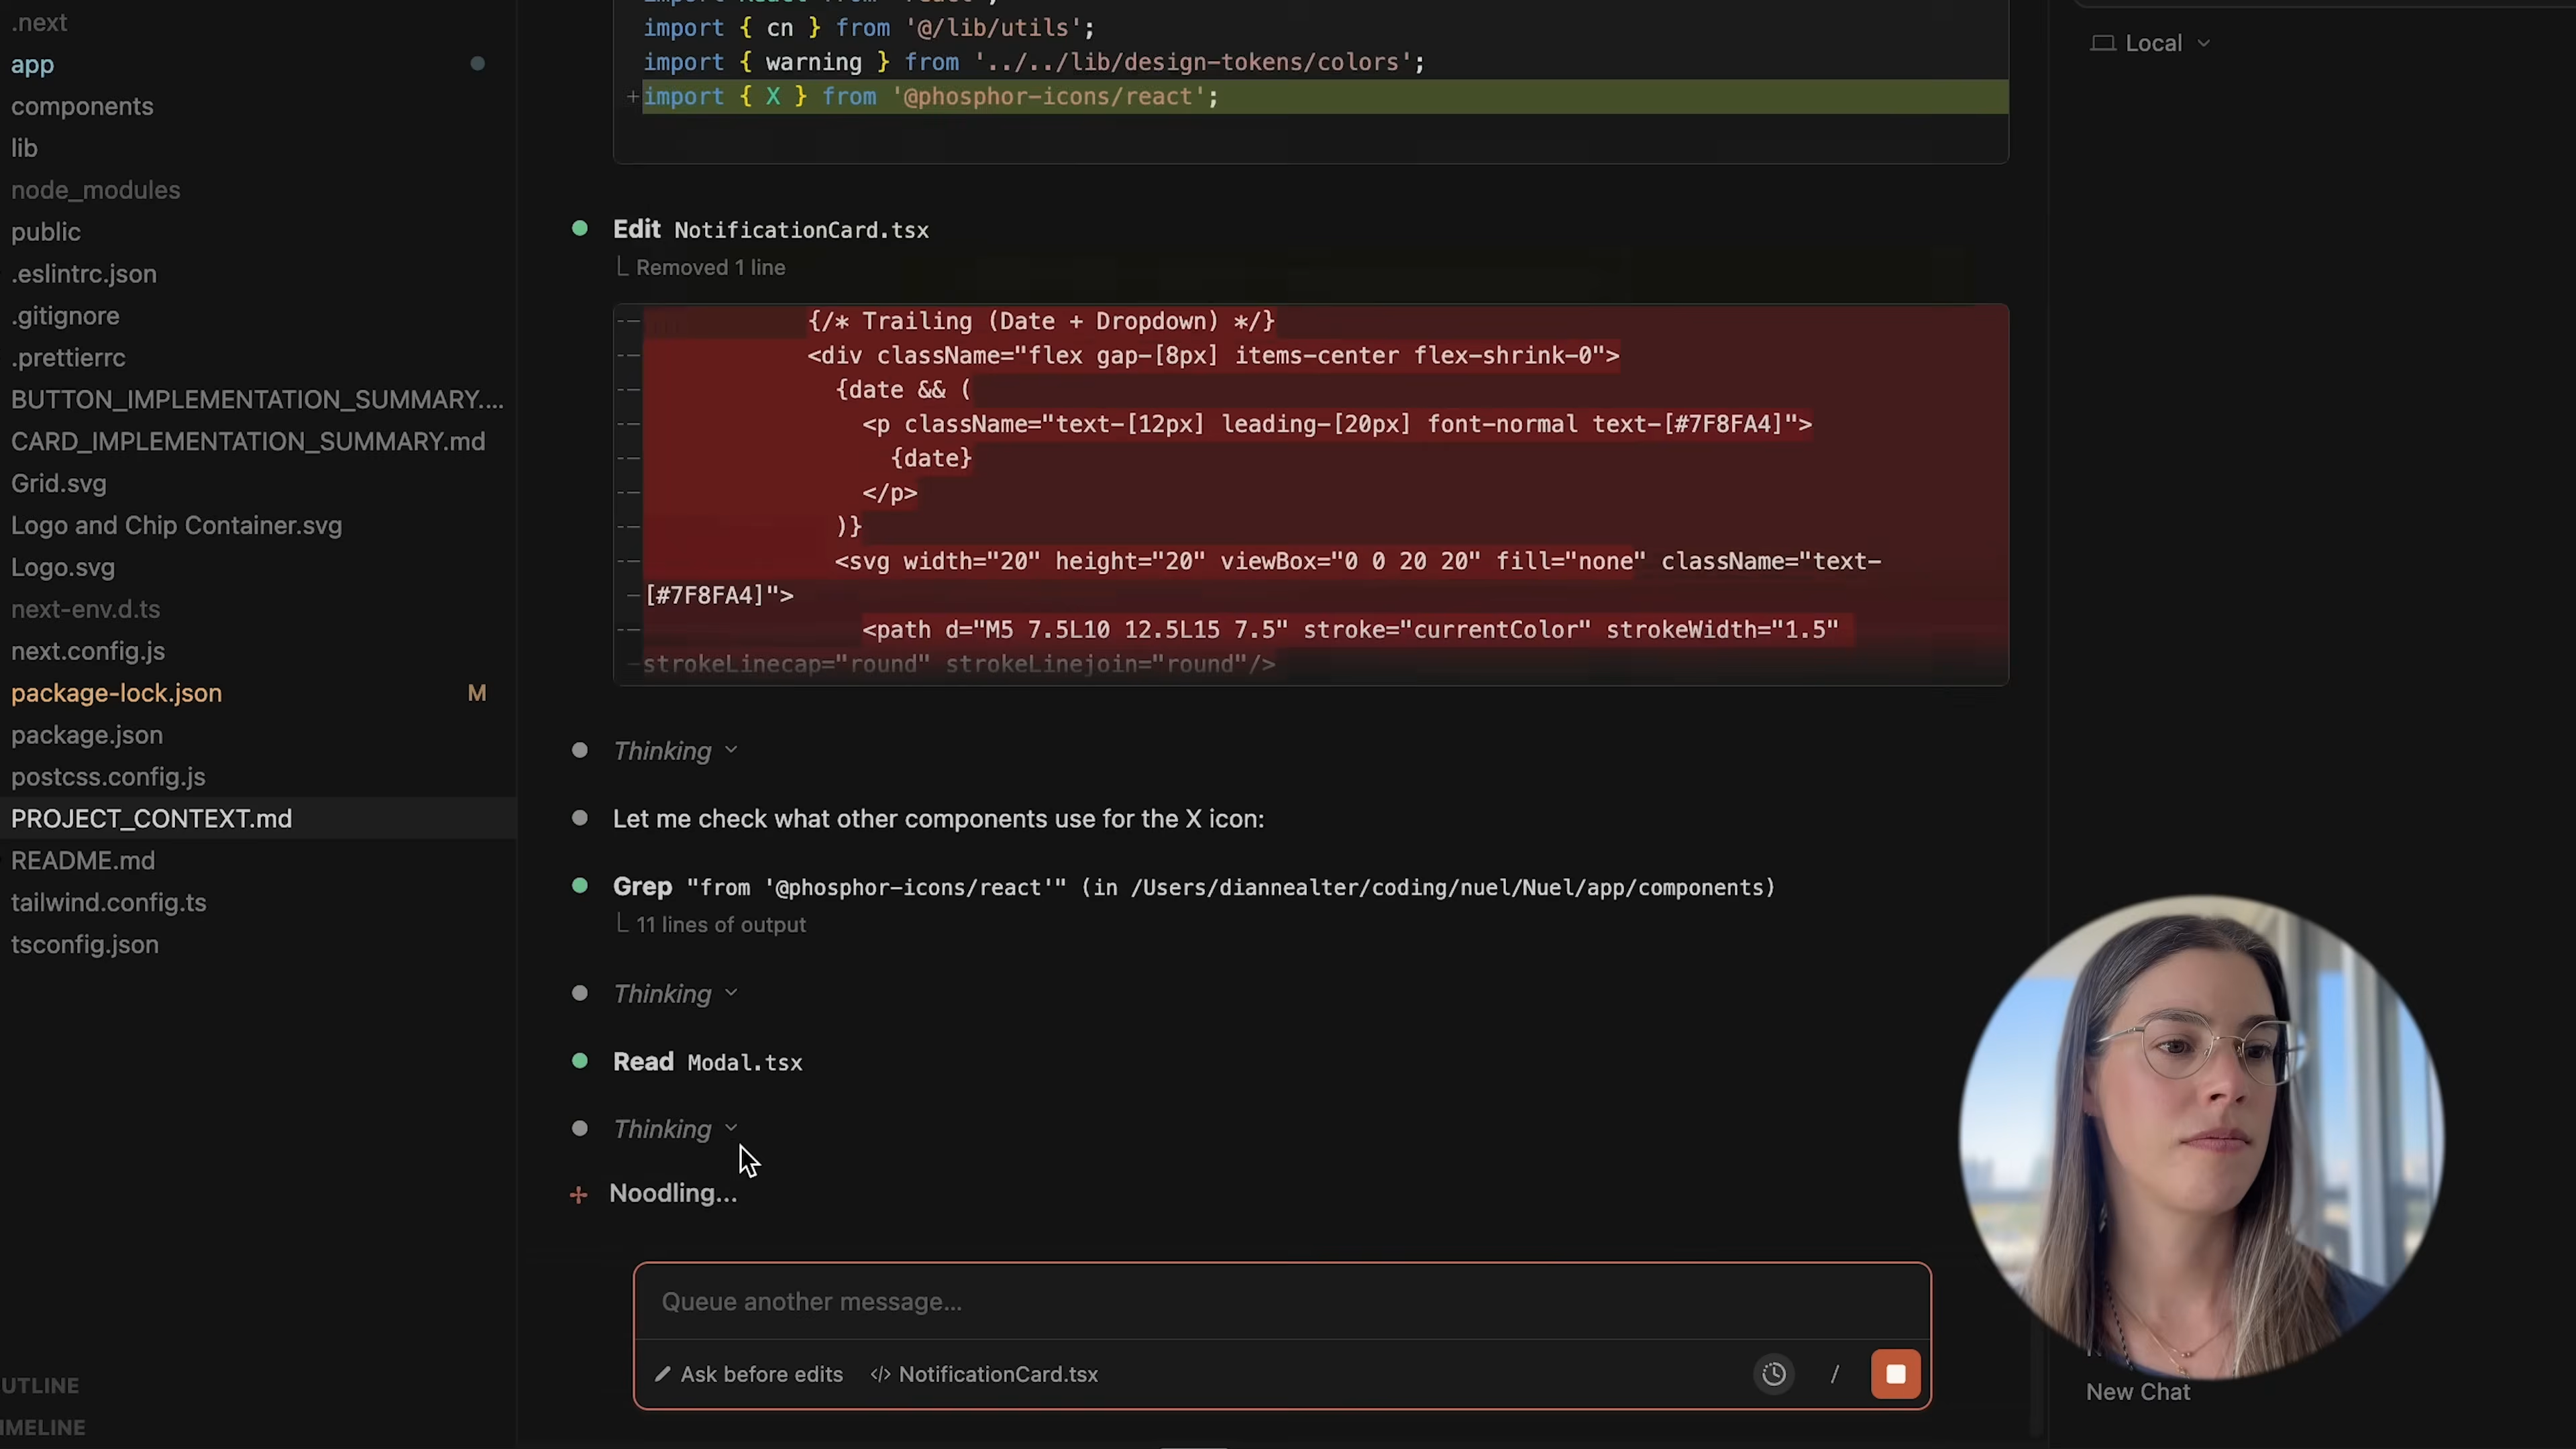 .next
app
components
lib
node_modules
public
.eslintrc.json
.gitignore
.prettierrc
BUTTON_IMPLEMENTATION_SUMMARY....
CARD_IMPLEMENTATION_SUMMARY.md
Grid.svg
Logo and Chip Container.svg
Logo.svg
next-env.d.ts
next.config.js
package-lock.json M
package.json
postcss.config.js
PROJECT_CONTEXT.md
README.md
tailwind.config.ts
tsconfig.json
UTLINE
IMELINE
import React from 'react';
import { cn } from '@/lib/utils';
import { warning } from '../../lib/design-tokens/colors';
+import { X } from '@phosphor-icons/react';
Edit NotificationCard.tsx
Removed 1 line
{/* Trailing (Date + Dropdown) */}
<div className="flex gap-[8px] items-center flex-shrink-0">
{date && (
<p className="text-[12px] leading-[20px] font-normal text-[#7F8FA4]">
{date}
</p>
)}
<svg width="20" height="20" viewBox="0 0 20 20" fill="none" className="text-
[#7F8FA4]">
<path d="M5 7.5L10 12.5L15 7.5" stroke="currentColor" strokeWidth="1.5"
strokeLinecap="round" strokeLinejoin="round"/>
Thinking
Let me check what other components use for the X icon:
Grep "from '@phosphor-icons/react'" (in /Users/diannealter/coding/nuel/Nuel/app/components)
11 lines of output
Thinking
Read Modal.tsx
Thinking
Noodling...
Queue another message...
Ask before edits </> NotificationCard.tsx /
Local
New Chat